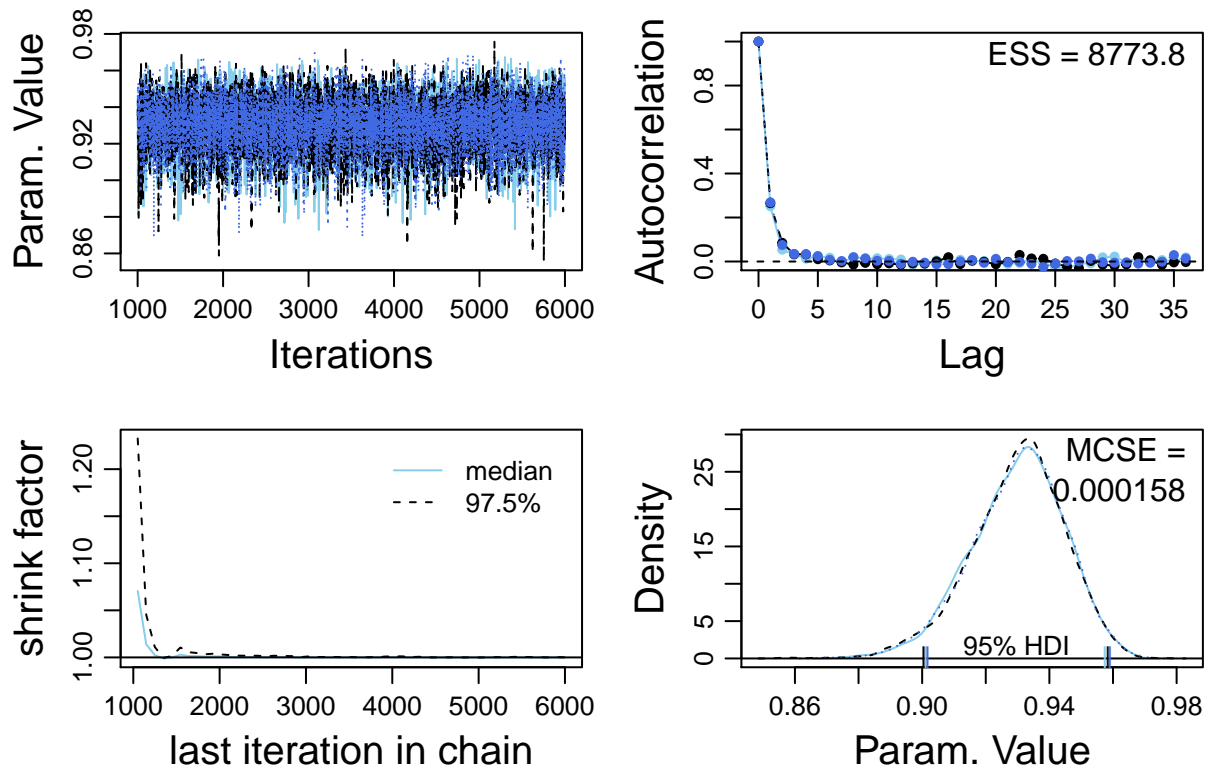 Param. Value
0.86 0.92 0.98
1000 2000 3000 4000 5000 6000
Iterations
Autocorrelation
0.0 0.4 0.8
ESS = 8773.8
0 5 10 15 20 25 30 35
Lag
shrink factor
1.00 1.10 1.20
median
97.5%
1000 2000 3000 4000 5000 6000
last iteration in chain
Density
0 5 15 25
MCSE =
0.000158
95% HDI
0.86 0.90 0.94 0.98
Param. Value